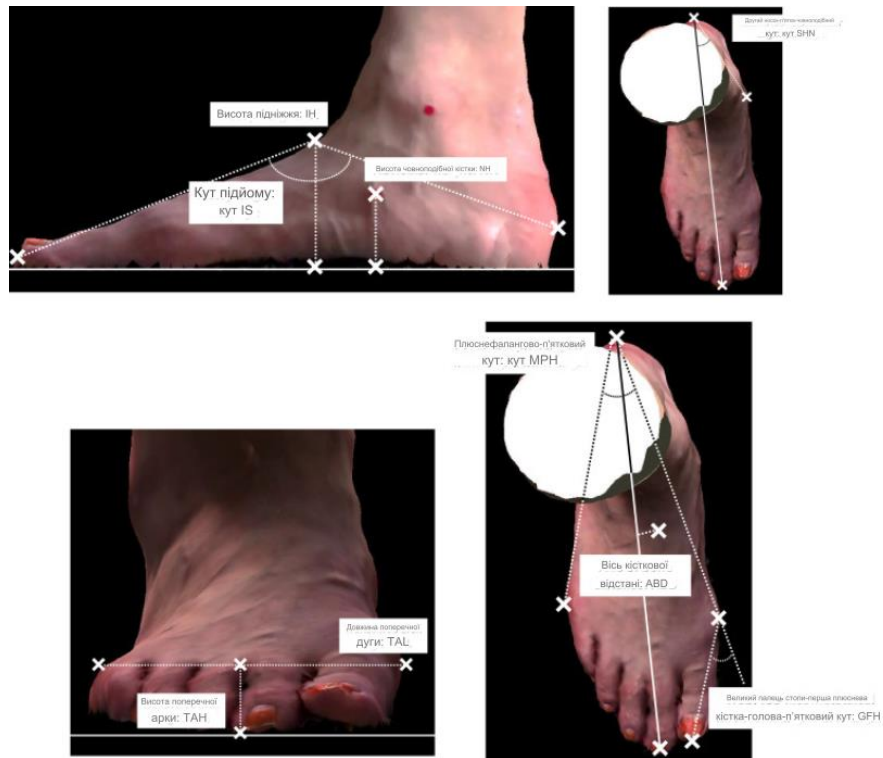 Висота підніжжя: IH
Кут підйому:
кут IS
Висота човноподібної кістки: NH
кут: кут SHN
Плюснефалангово-п'ятковий
кут: кут MPH
Вісь кісткової
відстані: ABD
Великий палець стопи-перша плюснева
кістка-голова-п'ятковий кут: GFH
Довжина поперечної
дуги: TAL
Висота поперечної
арки: TAH